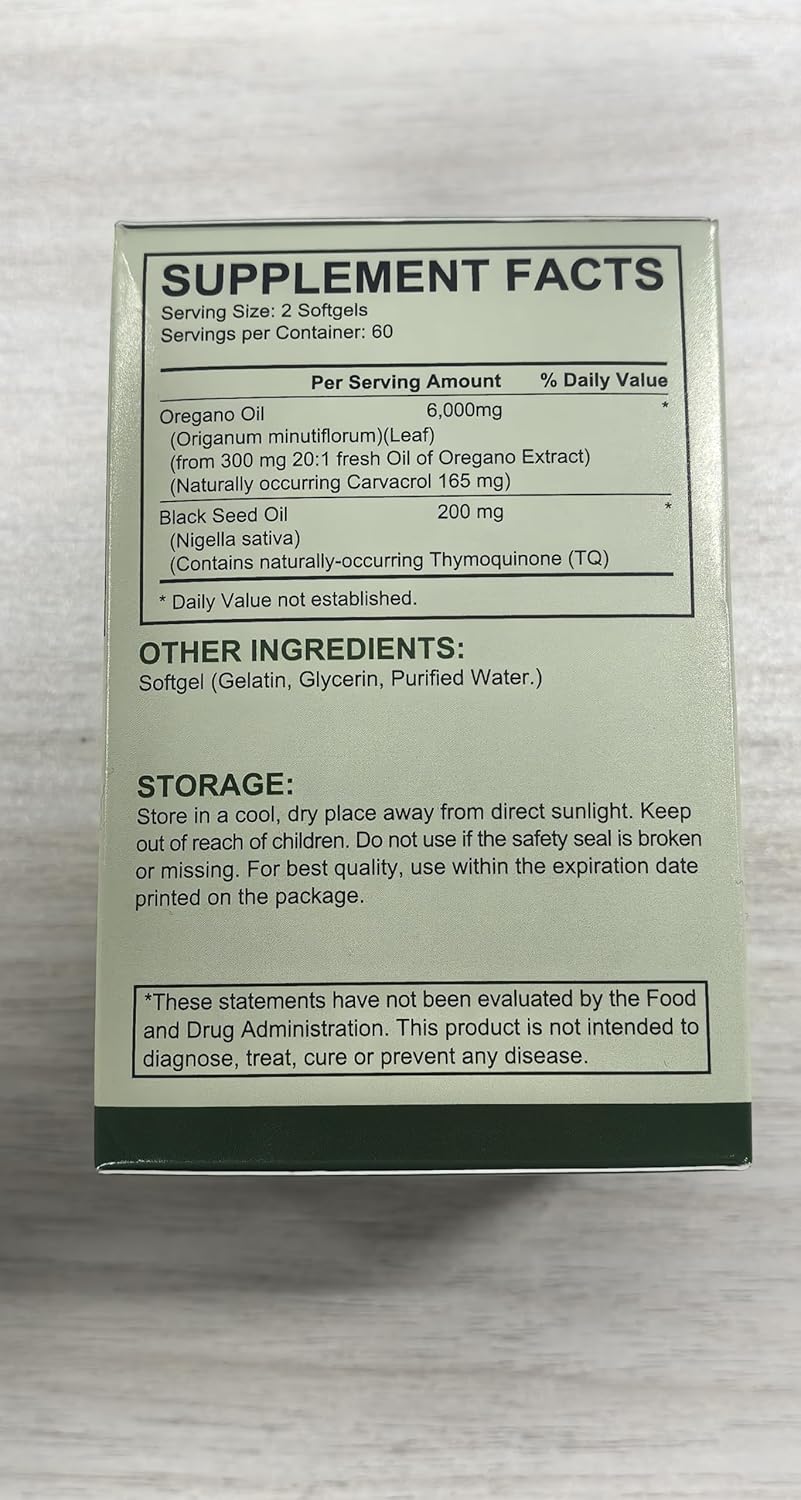 SUPPLEMENT FACTS
Serving Size: 2 Softgels
Servings per Container: 60
Per Serving Amount % Daily Value
Oregano Oil 6,000mg *
(Origanum minutiflorum)(Leaf)
(from 300 mg 20:1 fresh Oil of Oregano Extract)
(Naturally occurring Carvacrol 165 mg)
Black Seed Oil 200 mg *
(Nigella sativa)
(Contains naturally-occurring Thymoquinone (TQ)
* Daily Value not established.
OTHER INGREDIENTS:
Softgel (Gelatin, Glycerin, Purified Water.)
STORAGE:
Store in a cool, dry place away from direct sunlight. Keep
out of reach of children. Do not use if the safety seal is broken
or missing. For best quality, use within the expiration date
printed on the package.
*These statements have not been evaluated by the Food
and Drug Administration. This product is not intended to
diagnose, treat, cure or prevent any disease.